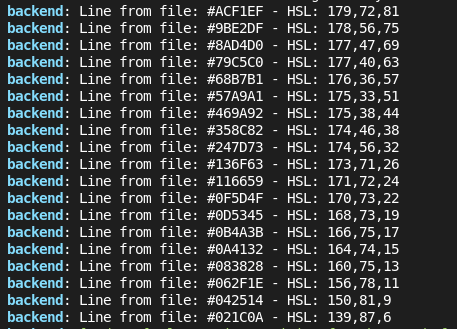 backend: Line from file: #ACF1EF - HSL: 179,72,81
backend: Line from file: #9BE2DF - HSL: 178,56,75
backend: Line from file: #8AD4D0 - HSL: 177,47,69
backend: Line from file: #79C5C0 - HSL: 177,40,63
backend: Line from file: #68B7B1 - HSL: 176,36,57
backend: Line from file: #57A9A1 - HSL: 175,33,51
backend: Line from file: #469A92 - HSL: 175,38,44
backend: Line from file: #358C82 - HSL: 174,46,38
backend: Line from file: #247D73 - HSL: 174,56,32
backend: Line from file: #136F63 - HSL: 173,71,26
backend: Line from file: #116659 - HSL: 171,72,24
backend: Line from file: #0F5D4F - HSL: 170,73,22
backend: Line from file: #0D5345 - HSL: 168,73,19
backend: Line from file: #0B4A3B - HSL: 166,75,17
backend: Line from file: #0A4132 - HSL: 164,74,15
backend: Line from file: #083828 - HSL: 160,75,13
backend: Line from file: #062F1E - HSL: 156,78,11
backend: Line from file: #042514 - HSL: 150,81,9
backend: Line from file: #021C0A - HSL: 139,87,6